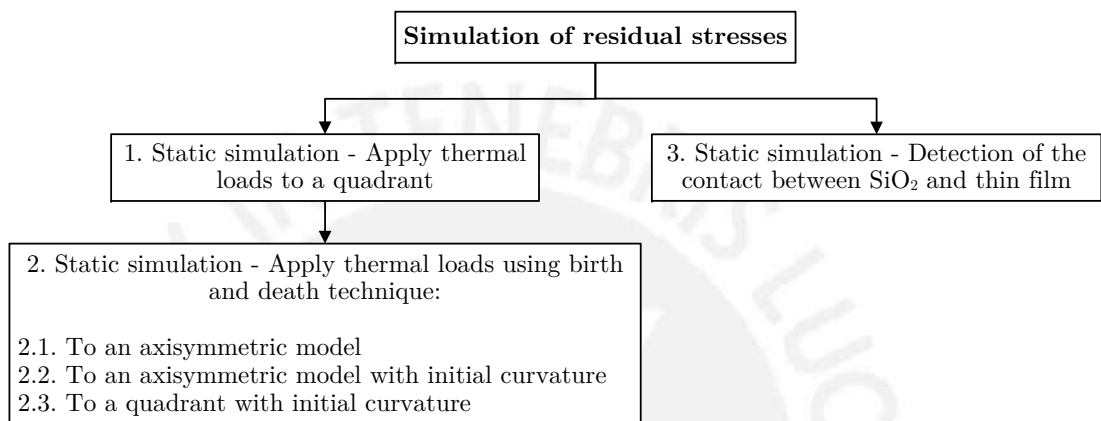 Simulation of residual stresses
1. Static simulation - Apply thermal
loads to a quadrant
3. Static simulation - Detection of the
contact between SiO₂ and thin film
2. Static simulation - Apply thermal loads using birth
and death technique:
2.1. To an axisymmetric model
2.2. To an axisymmetric model with initial curvature
2.3. To a quadrant with initial curvature
TENEBRIS LUC